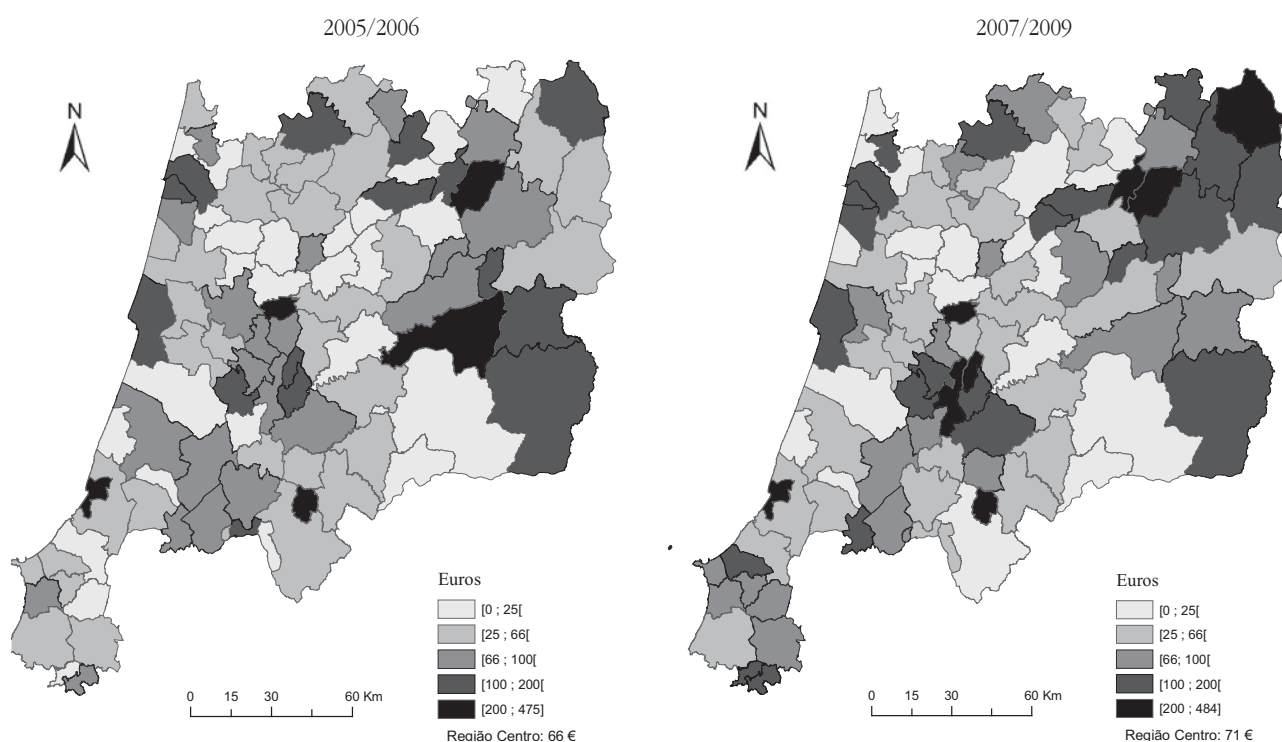 2005/2006
N
Euros
[0 ; 25[
[25 ; 66[
[66 ; 100[
[100 ; 200[
[200 ; 475]
0 15 30 60 Km
Região Centro: 66 €
2007/2009
N
Euros
[0 ; 25[
[25 ; 66[
[66; 100[
[100 ; 200[
[200 ; 484]
0 15 30 60 Km
Região Centro: 71 €